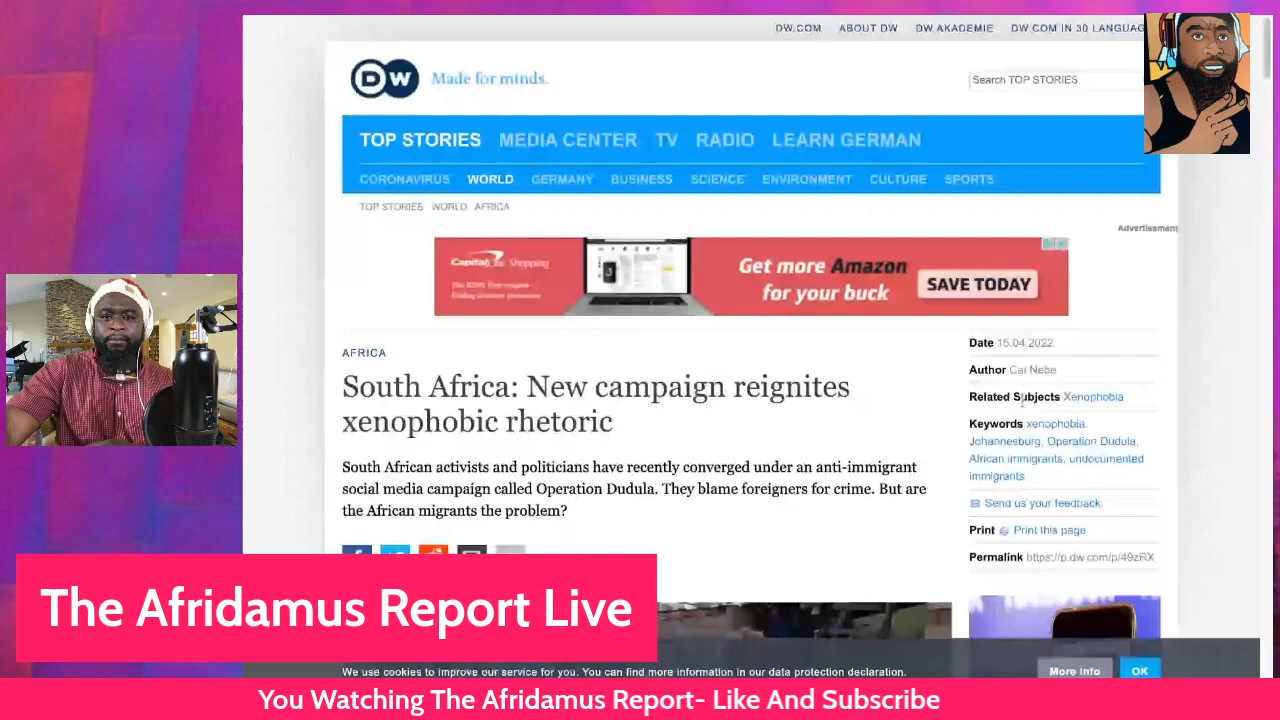 DW.COM ABOUT DW DW AKADEMIE DW.COM IN 30 LANGUAG
DW Made for minds.
Search TOP STORIES
TOP STORIES MEDIA CENTER TV RADIO LEARN GERMAN
CORONAVIRUS WORLD GERMANY BUSINESS SCIENCE ENVIRONMENT CULTURE SPORTS
TOP STORIES WORLD AFRICA
Advertisement
Capital One Shopping
Get more Amazon
for your buck
SAVE TODAY
AFRICA
South Africa: New campaign reignites
xenophobic rhetoric
South African activists and politicians have recently converged under an anti-immigrant
social media campaign called Operation Dudula. They blame foreigners for crime. But are
the African migrants the problem?
Date 15.04.2022
Author Cai Nebe
Related Subjects Xenophobia
Keywords xenophobia,
Johannesburg, Operation Dudula,
African immigrants, undocumented
immigrants
Send us your feedback.
Print Print this page
Permalink https://p.dw.com/p/49zRX
The Afridamus Report Live
We use cookies to improve our service for you. You can find more information in our data protection declaration.
More info OK
You Watching The Afridamus Report- Like And Subscribe